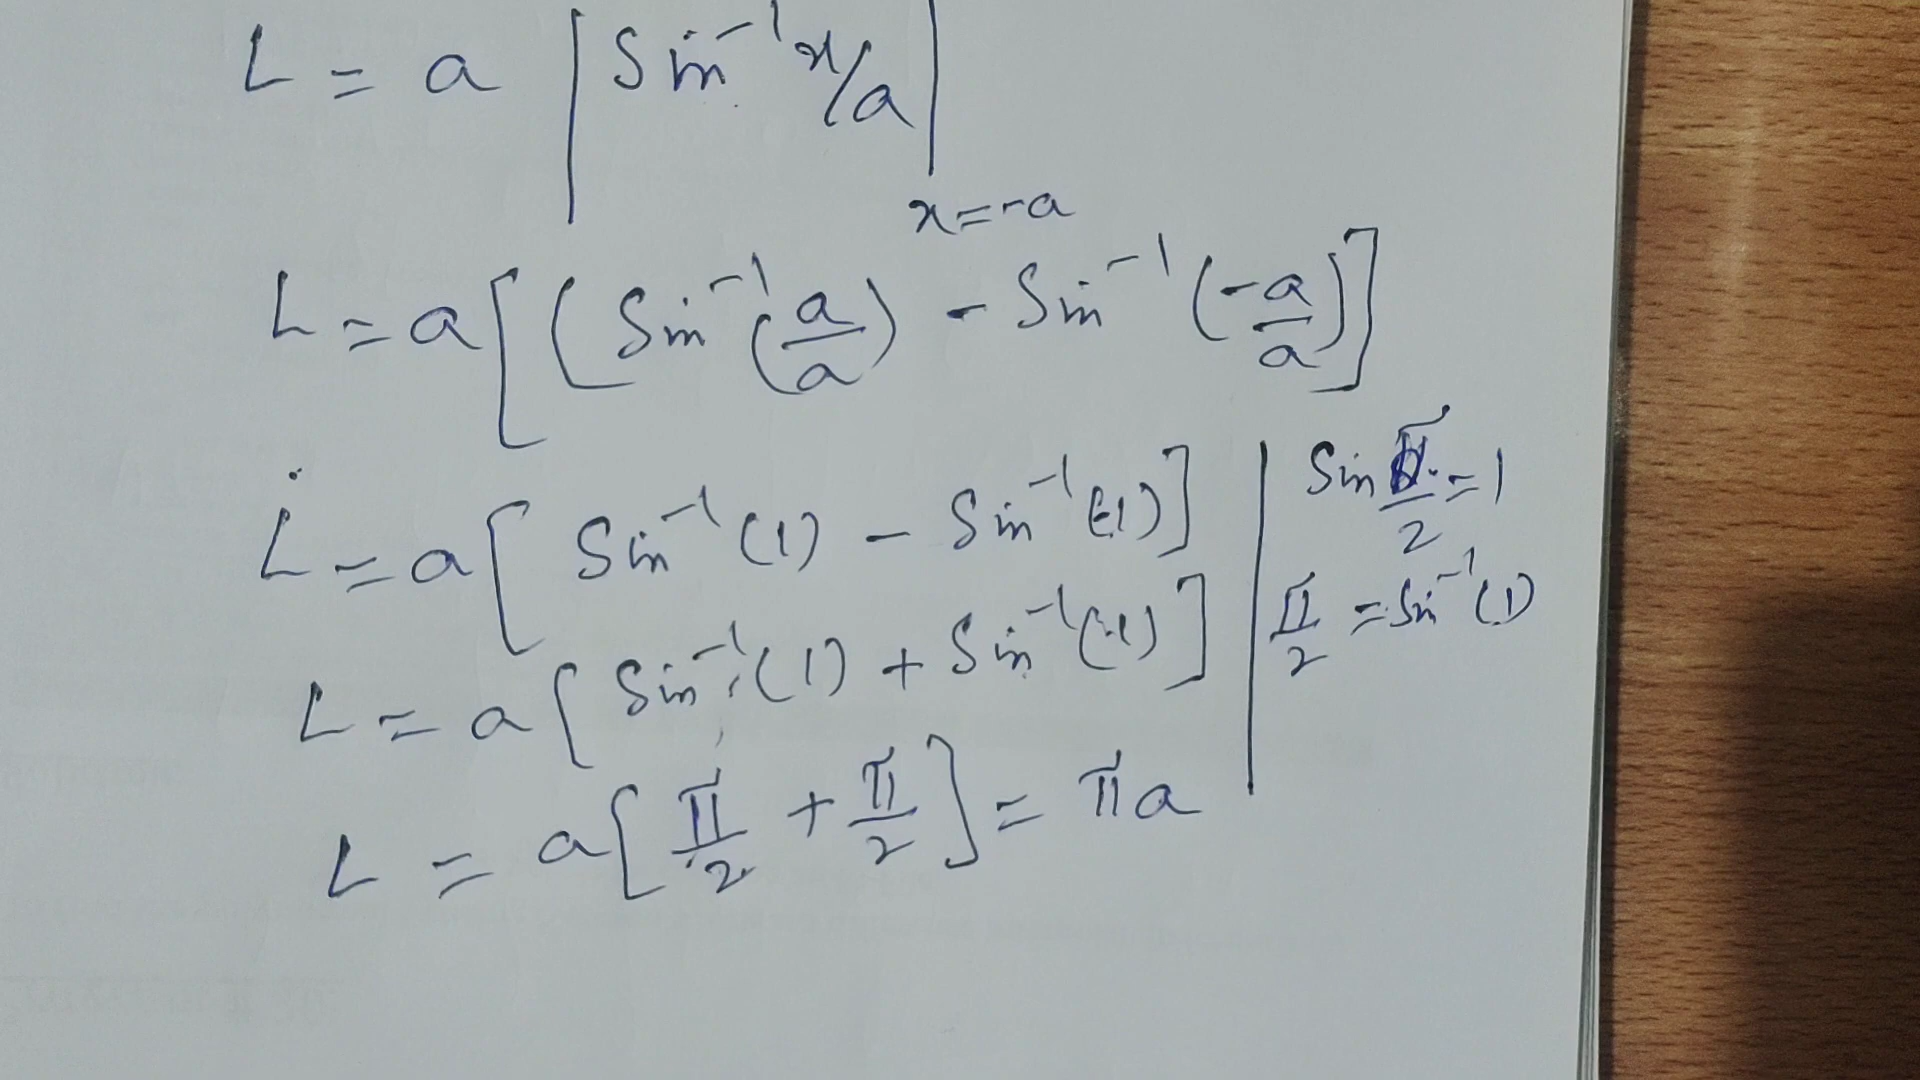 L = a | Sin⁻¹ x/a |
x=-a
L = a [ ( Sin⁻¹ (a/a) - Sin⁻¹ (-a/a) ]
L = a [ Sin⁻¹ (1) - Sin⁻¹ (-1) ]
Sin π/2 = 1
L = a [ Sin⁻¹ (1) + Sin⁻¹ (1) ]
π/2 = Sin⁻¹ (1)
L = a [ π/2 + π/2 ] = πa